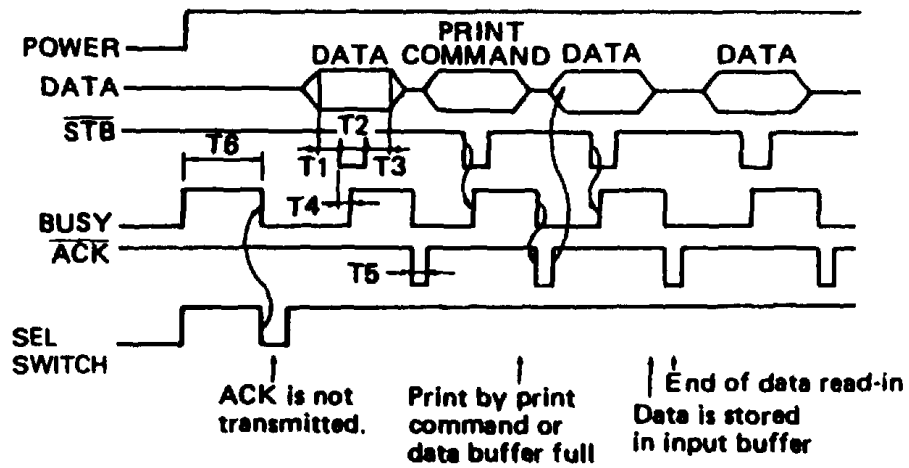 POWER
DATA
PRINT
COMMAND
DATA
DATA
DATA
STB
T6
T2
T1
T3
T4
BUSY
ACK
T5
SEL
SWITCH
ACK is not
transmitted.
Print by print
command or
data buffer full
End of data read-in
Data is stored
in input buffer